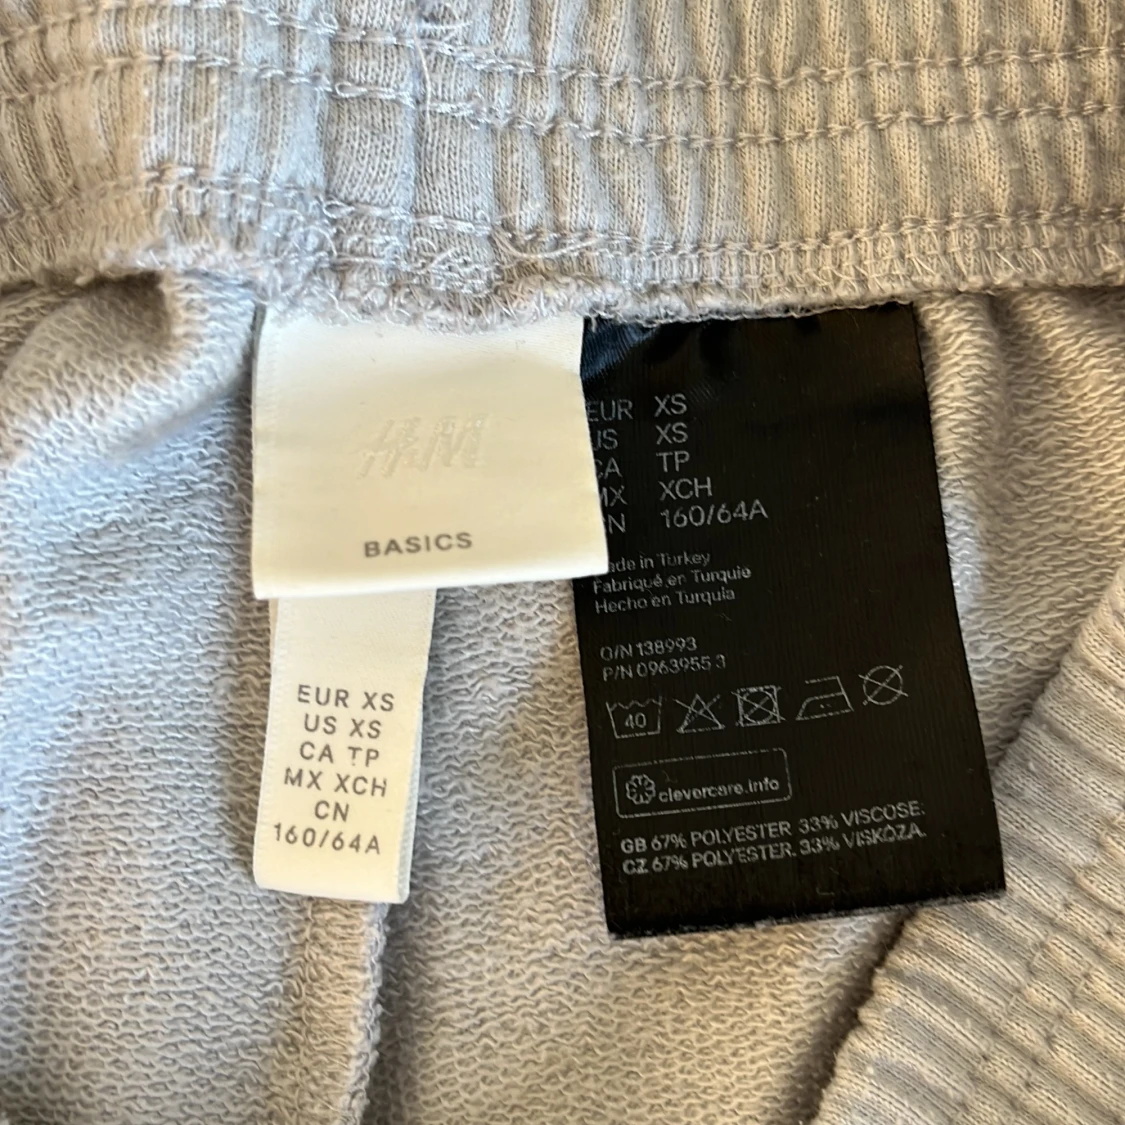 H&M
BASICS
EUR XS
US XS
CA TP
MX XCH
CN
160/64A
EUR XS
US XS
CA TP
MX XCH
CN 160/64A
Made in Turkey
Fabriqué en Turquie
Hecho en Turquía
O/N 138993
P/N 0963955 3
40
clevercare.info
GB 67% POLYESTER 33% VISCOSE.
CZ 67% POLYESTER. 33% VISKÓZA.